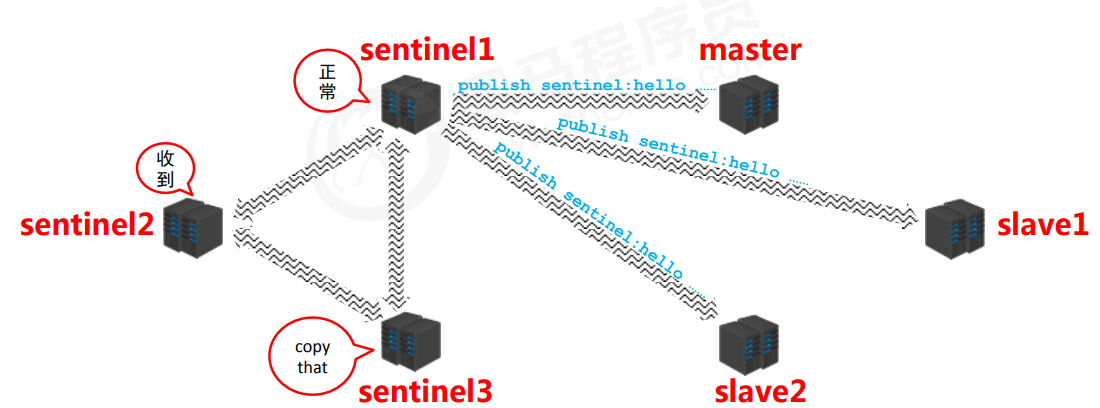 sentinel1
master
正
常
publish sentinel:hello ……
publish sentinel:hello ……
publish sentinel:hello ……
收
到
sentinel2
slave1
copy
that
sentinel3
slave2